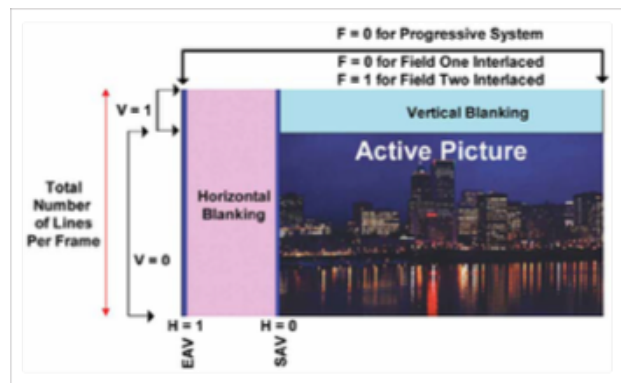 F = 0 for Progressive System
F = 0 for Field One Interlaced
F = 1 for Field Two Interlaced
V = 1
Vertical Blanking
Active Picture
Total
Number
of Lines
Per Frame
Horizontal
Blanking
V = 0
H = 1
H = 0
EAV
SAV